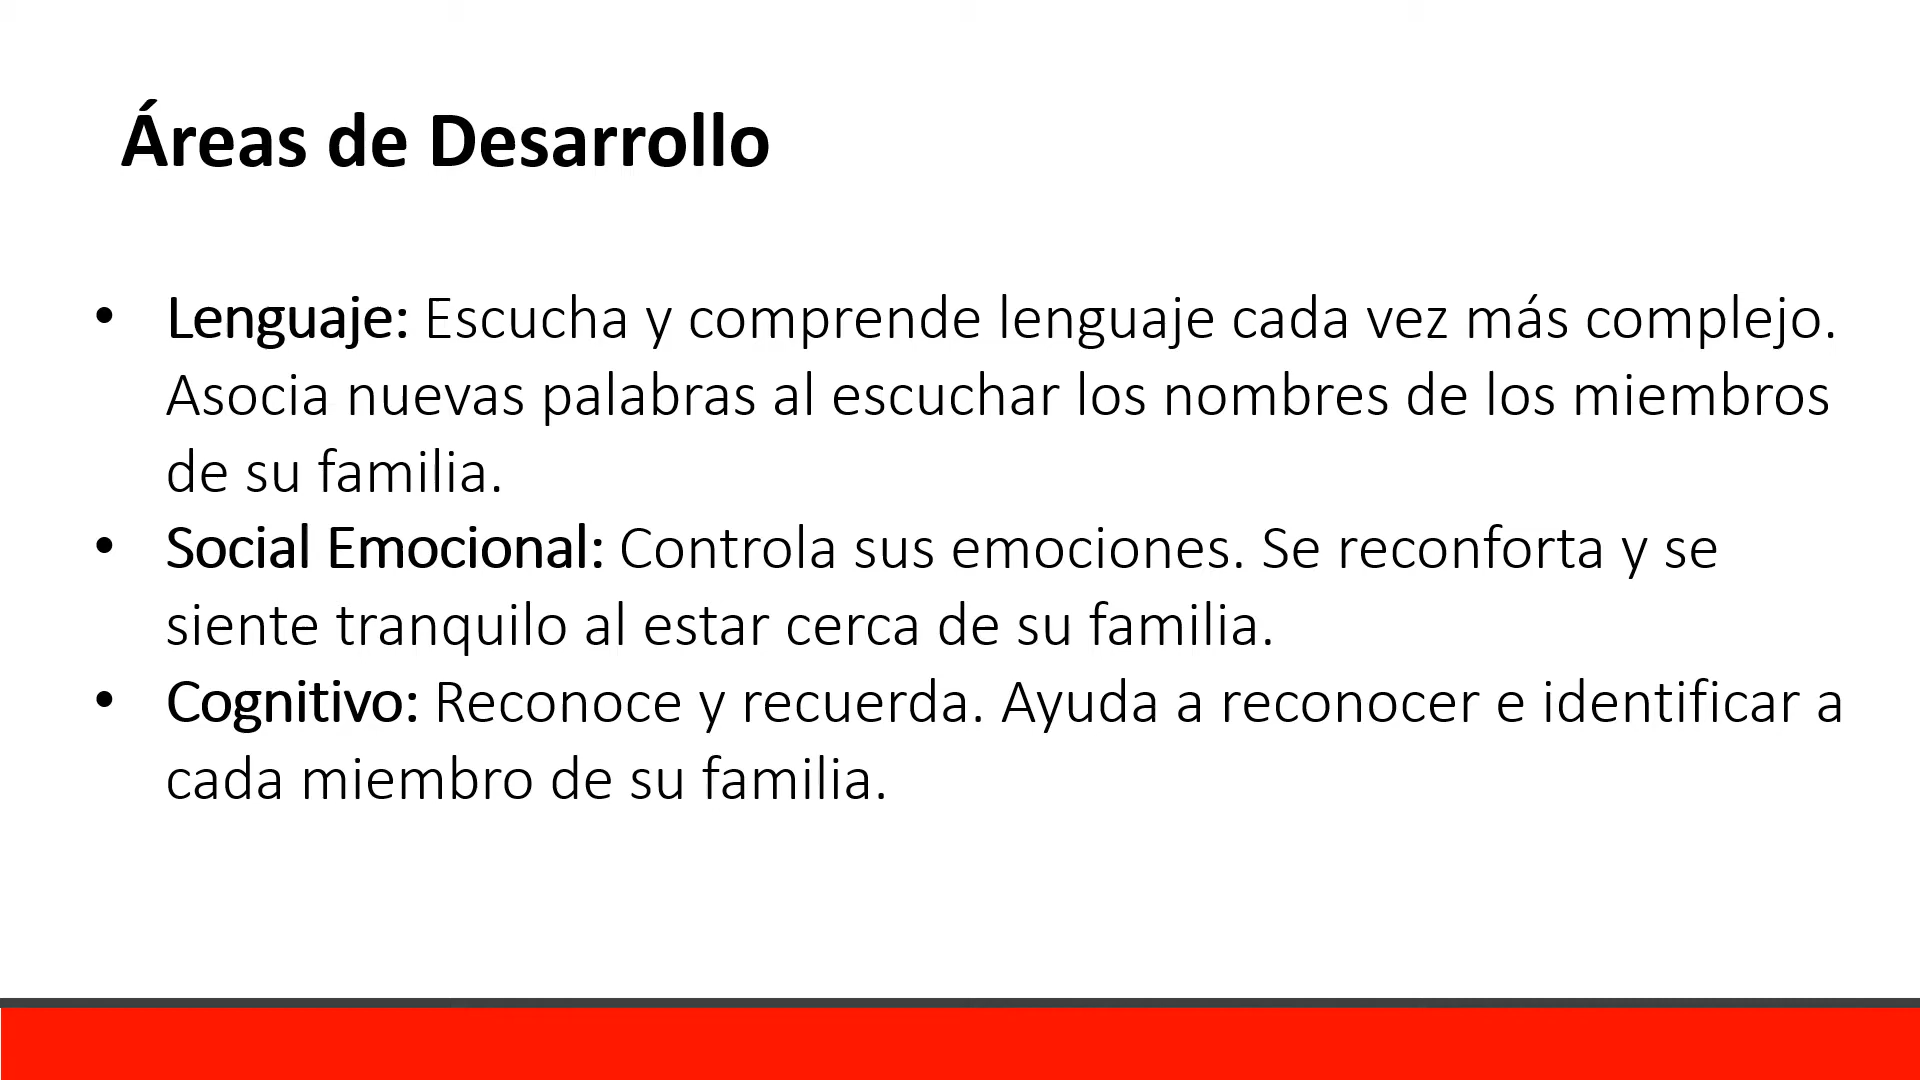 Áreas de Desarrollo
• Lenguaje: Escucha y comprende lenguaje cada vez más complejo.
Asocia nuevas palabras al escuchar los nombres de los miembros
de su familia.
• Social Emocional: Controla sus emociones. Se reconforta y se
siente tranquilo al estar cerca de su familia.
• Cognitivo: Reconoce y recuerda. Ayuda a reconocer e identificar a
cada miembro de su familia.